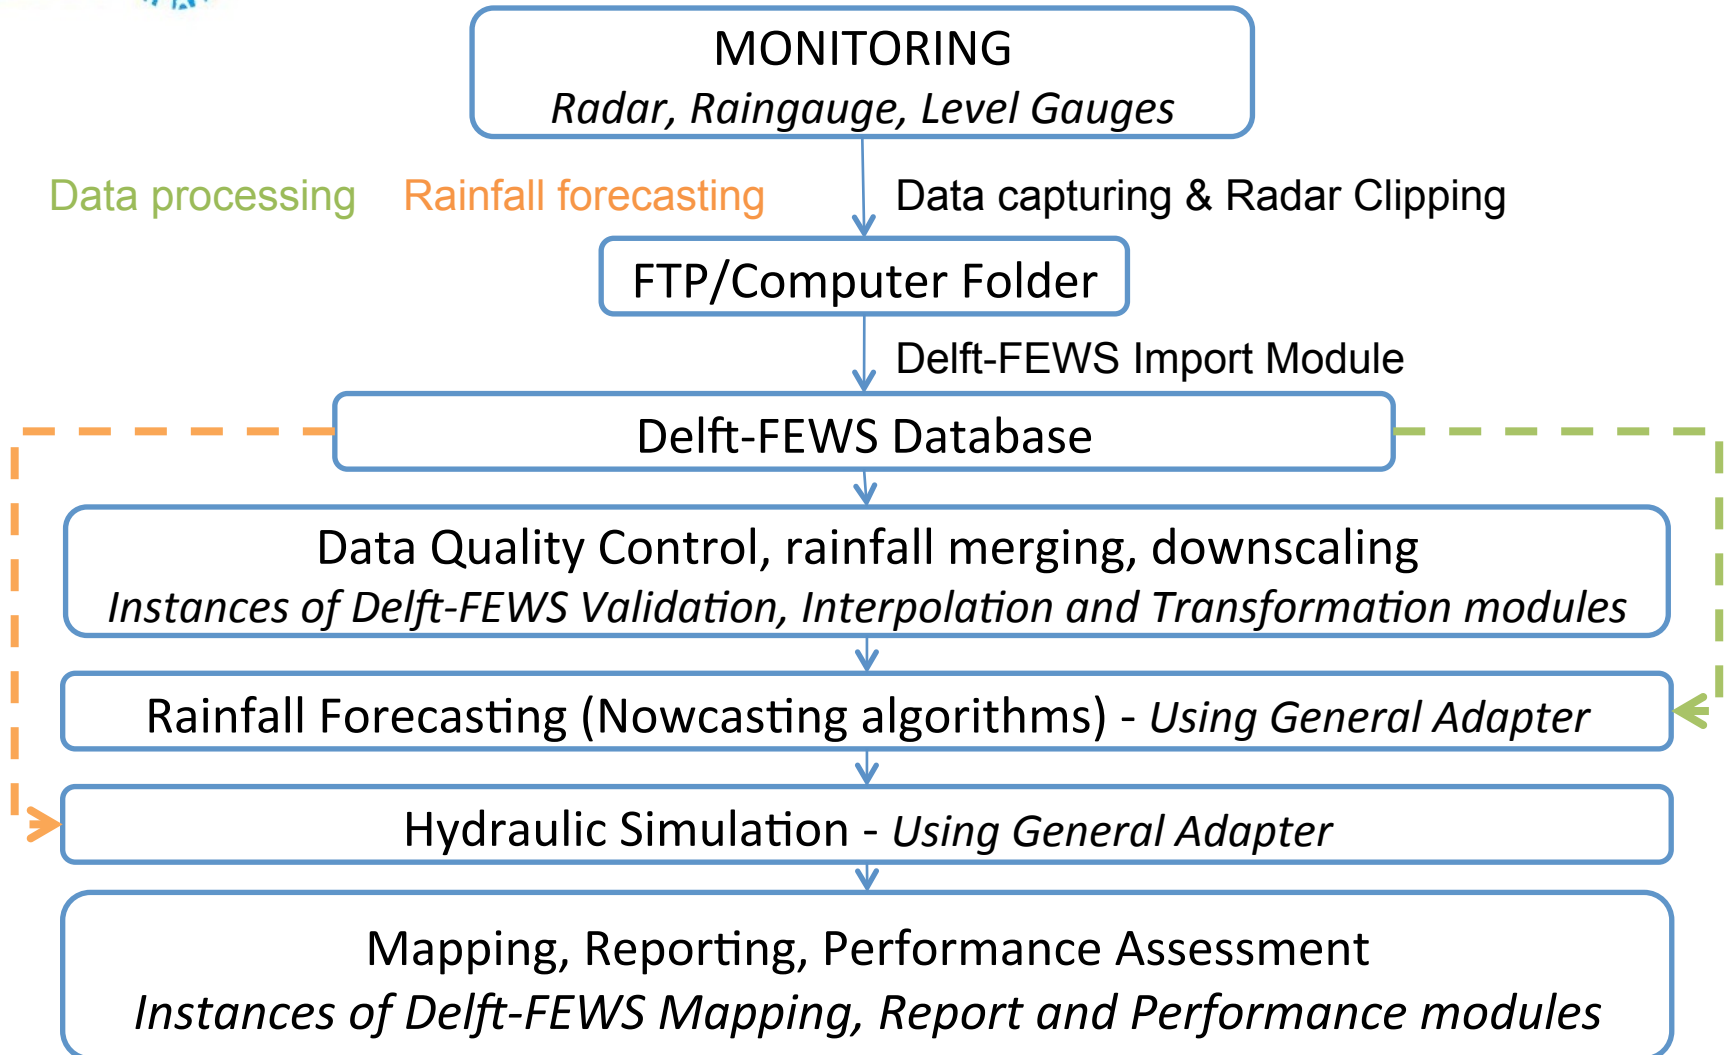 MONITORING
Radar, Raingauge, Level Gauges
Data processing
Rainfall forecasting
Data capturing & Radar Clipping
FTP/Computer Folder
Delft-FEWS Import Module
Delft-FEWS Database
Data Quality Control, rainfall merging, downscaling
Instances of Delft-FEWS Validation, Interpolation and Transformation modules
Rainfall Forecasting (Nowcasting algorithms) - Using General Adapter
Hydraulic Simulation - Using General Adapter
Mapping, Reporting, Performance Assessment
Instances of Delft-FEWS Mapping, Report and Performance modules